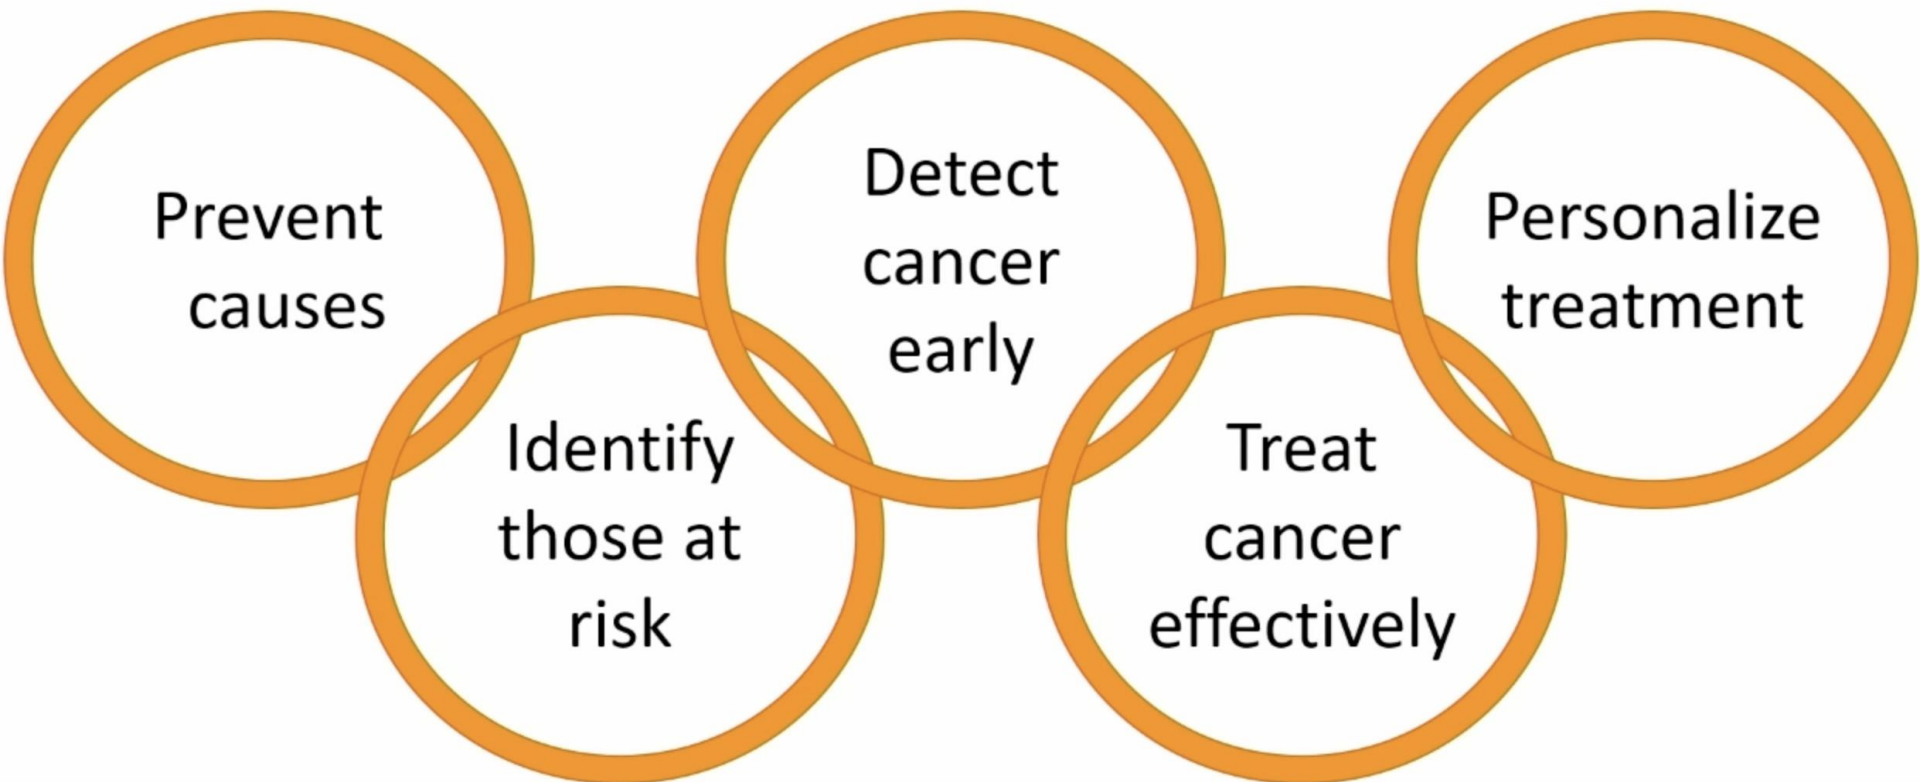 Prevent
causes
Identify
those at
risk
Detect
cancer
early
Treat
cancer
effectively
Personalize
treatment